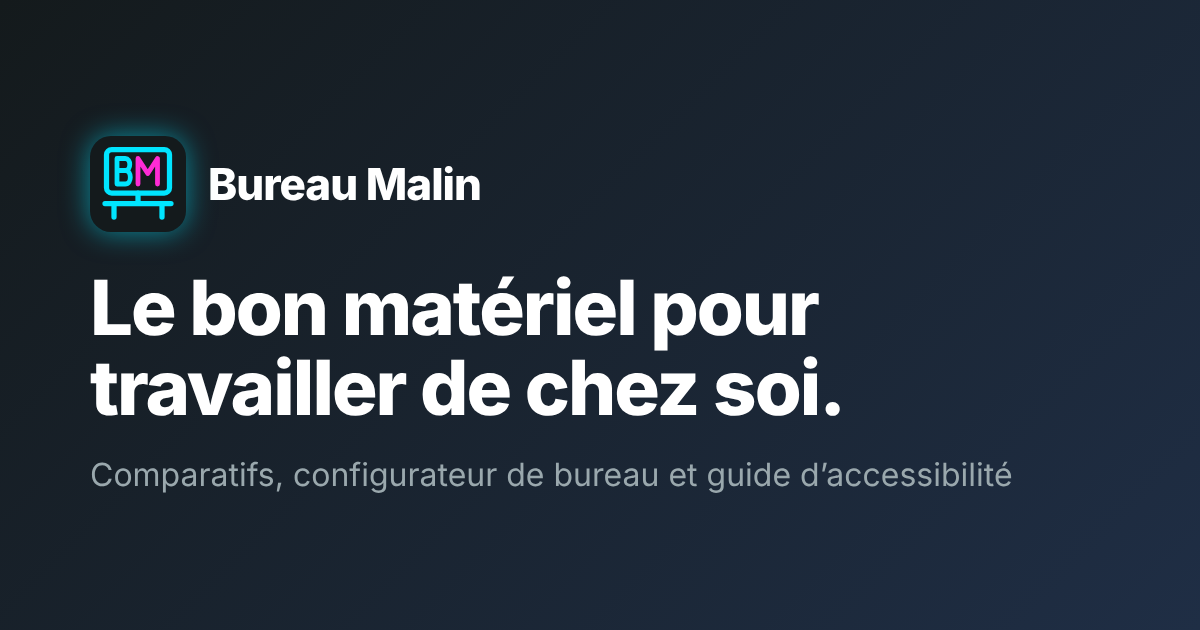 BM
Bureau Malin
Le bon matériel pour
travailler de chez soi.
Comparatifs, configurateur de bureau et guide d’accessibilité